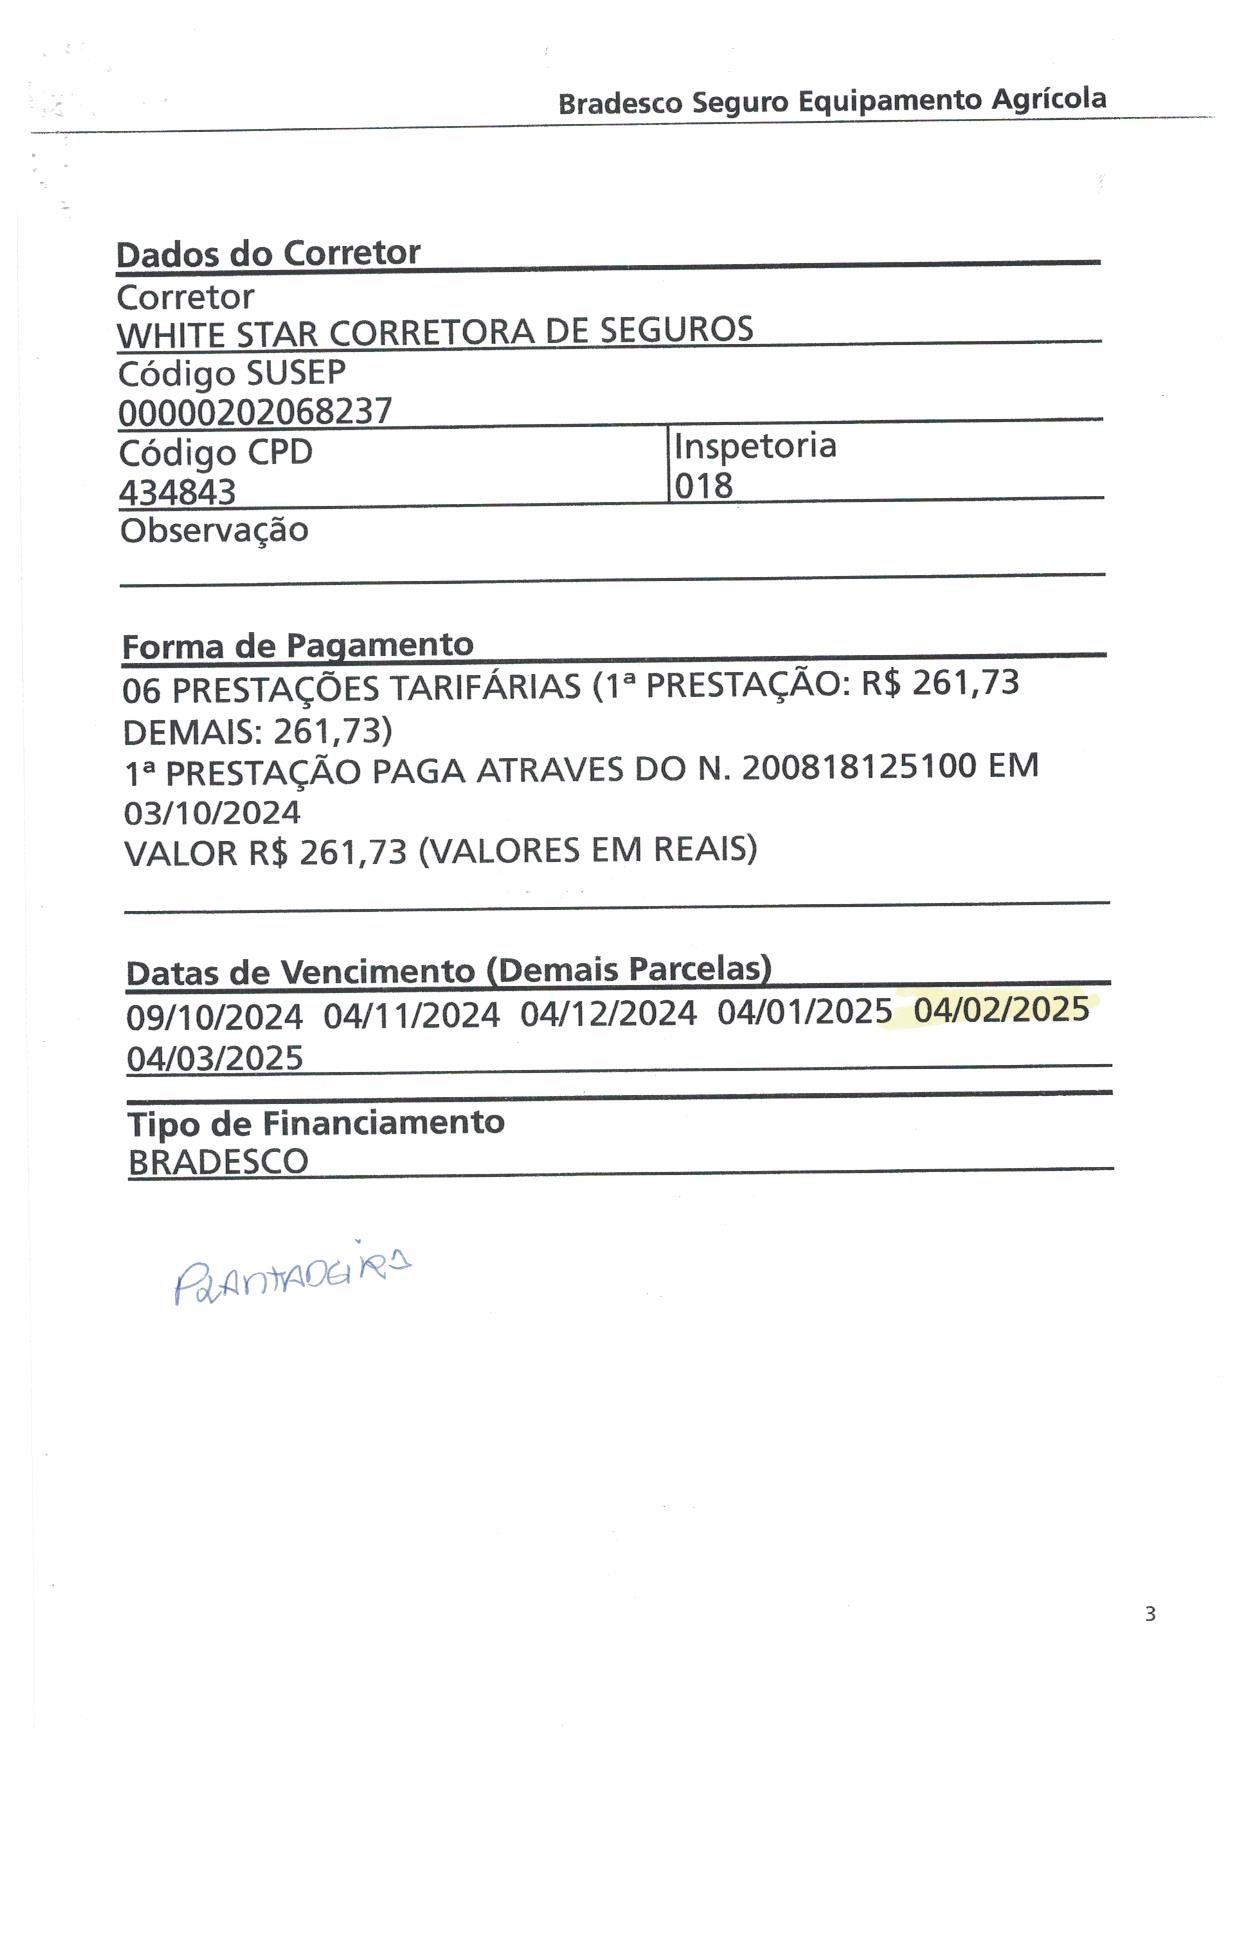 Bradesco Seguro Equipamento Agrícola
Dados do Corretor
Corretor
WHITE STAR CORRETORA DE SEGUROS
Código SUSEP
00000202068237
Código CPD
Inspetoria
434843
018
Observação
Forma de Pagamento
06 PRESTAÇÕES TARIFÁRIAS (1ª PRESTAÇÃO: R$ 261,73
DEMAIS: 261,73)
1ª PRESTAÇÃO PAGA ATRAVES DO N. 200818125100 EM
03/10/2024
VALOR R$ 261,73 (VALORES EM REAIS)
Datas de Vencimento (Demais Parcelas)
09/10/2024 04/11/2024 04/12/2024 04/01/2025 04/02/2025
04/03/2025
Tipo de Financiamento
BRADESCO
PLANTADEIRA
3